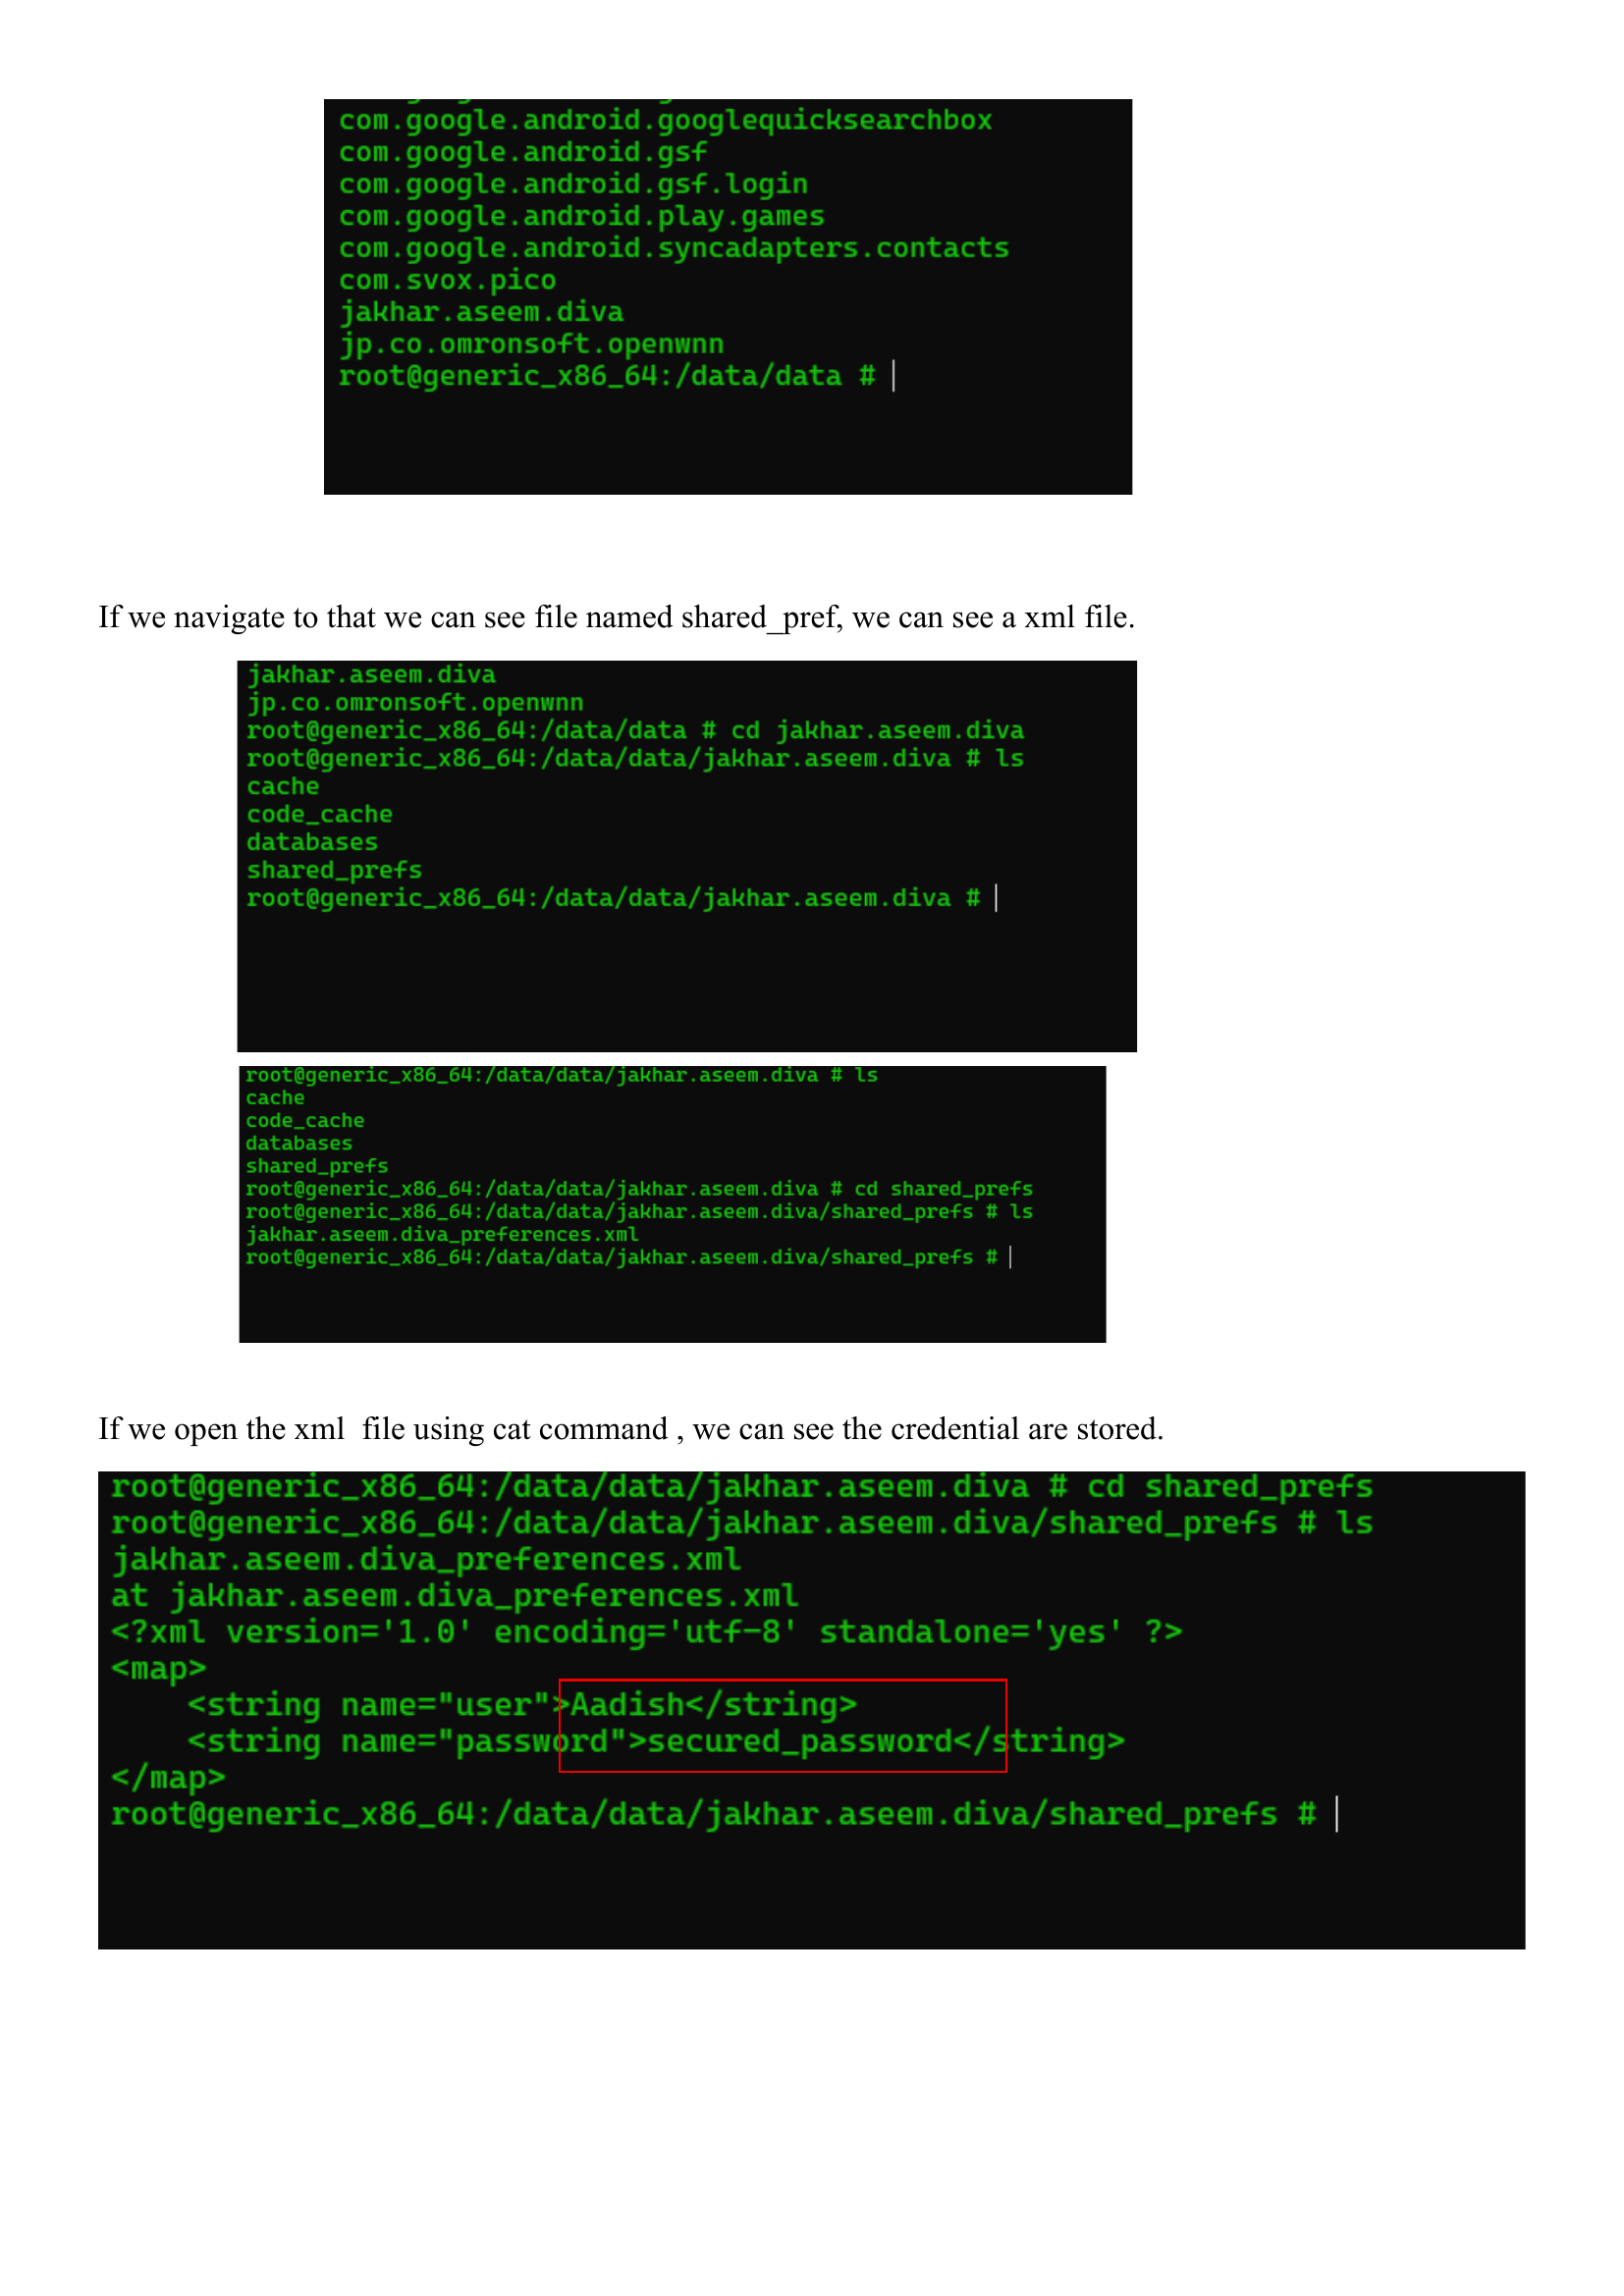 com.google.android.googlequicksearchbox
com.google.android.gsf
com.google.android.gsf.login
com.google.android.play.games
com.google.android.syncadapters.contacts
com.svox.pico
jakhar.aseem.diva
jp.co.omronsoft.openwnn
root@generic_x86_64:/data/data #
If we navigate to that we can see file named shared_pref, we can see a xml file.
jakhar.aseem.diva
jp.co.omronsoft.openwnn
root@generic_x86_64:/data/data # cd jakhar.aseem.diva
root@generic_x86_64:/data/data/jakhar.aseem.diva # ls
cache
code_cache
databases
shared_prefs
root@generic_x86_64:/data/data/jakhar.aseem.diva #
root@generic_x86_64:/data/data/jakhar.aseem.diva # ls
cache
code_cache
databases
shared_prefs
root@generic_x86_64:/data/data/jakhar.aseem.diva # cd shared_prefs
root@generic_x86_64:/data/data/jakhar.aseem.diva/shared_prefs # ls
jakhar.aseem.diva_preferences.xml
root@generic_x86_64:/data/data/jakhar.aseem.diva/shared_prefs #
If we open the xml  file using cat command , we can see the credential are stored.
root@generic_x86_64:/data/data/jakhar.aseem.diva # cd shared_prefs
root@generic_x86_64:/data/data/jakhar.aseem.diva/shared_prefs # ls
jakhar.aseem.diva_preferences.xml
at jakhar.aseem.diva_preferences.xml
<?xml version='1.0' encoding='utf-8' standalone='yes' ?>
<map>
    <string name="user">Aadish</string>
    <string name="password">secured_password</string>
</map>
root@generic_x86_64:/data/data/jakhar.aseem.diva/shared_prefs #